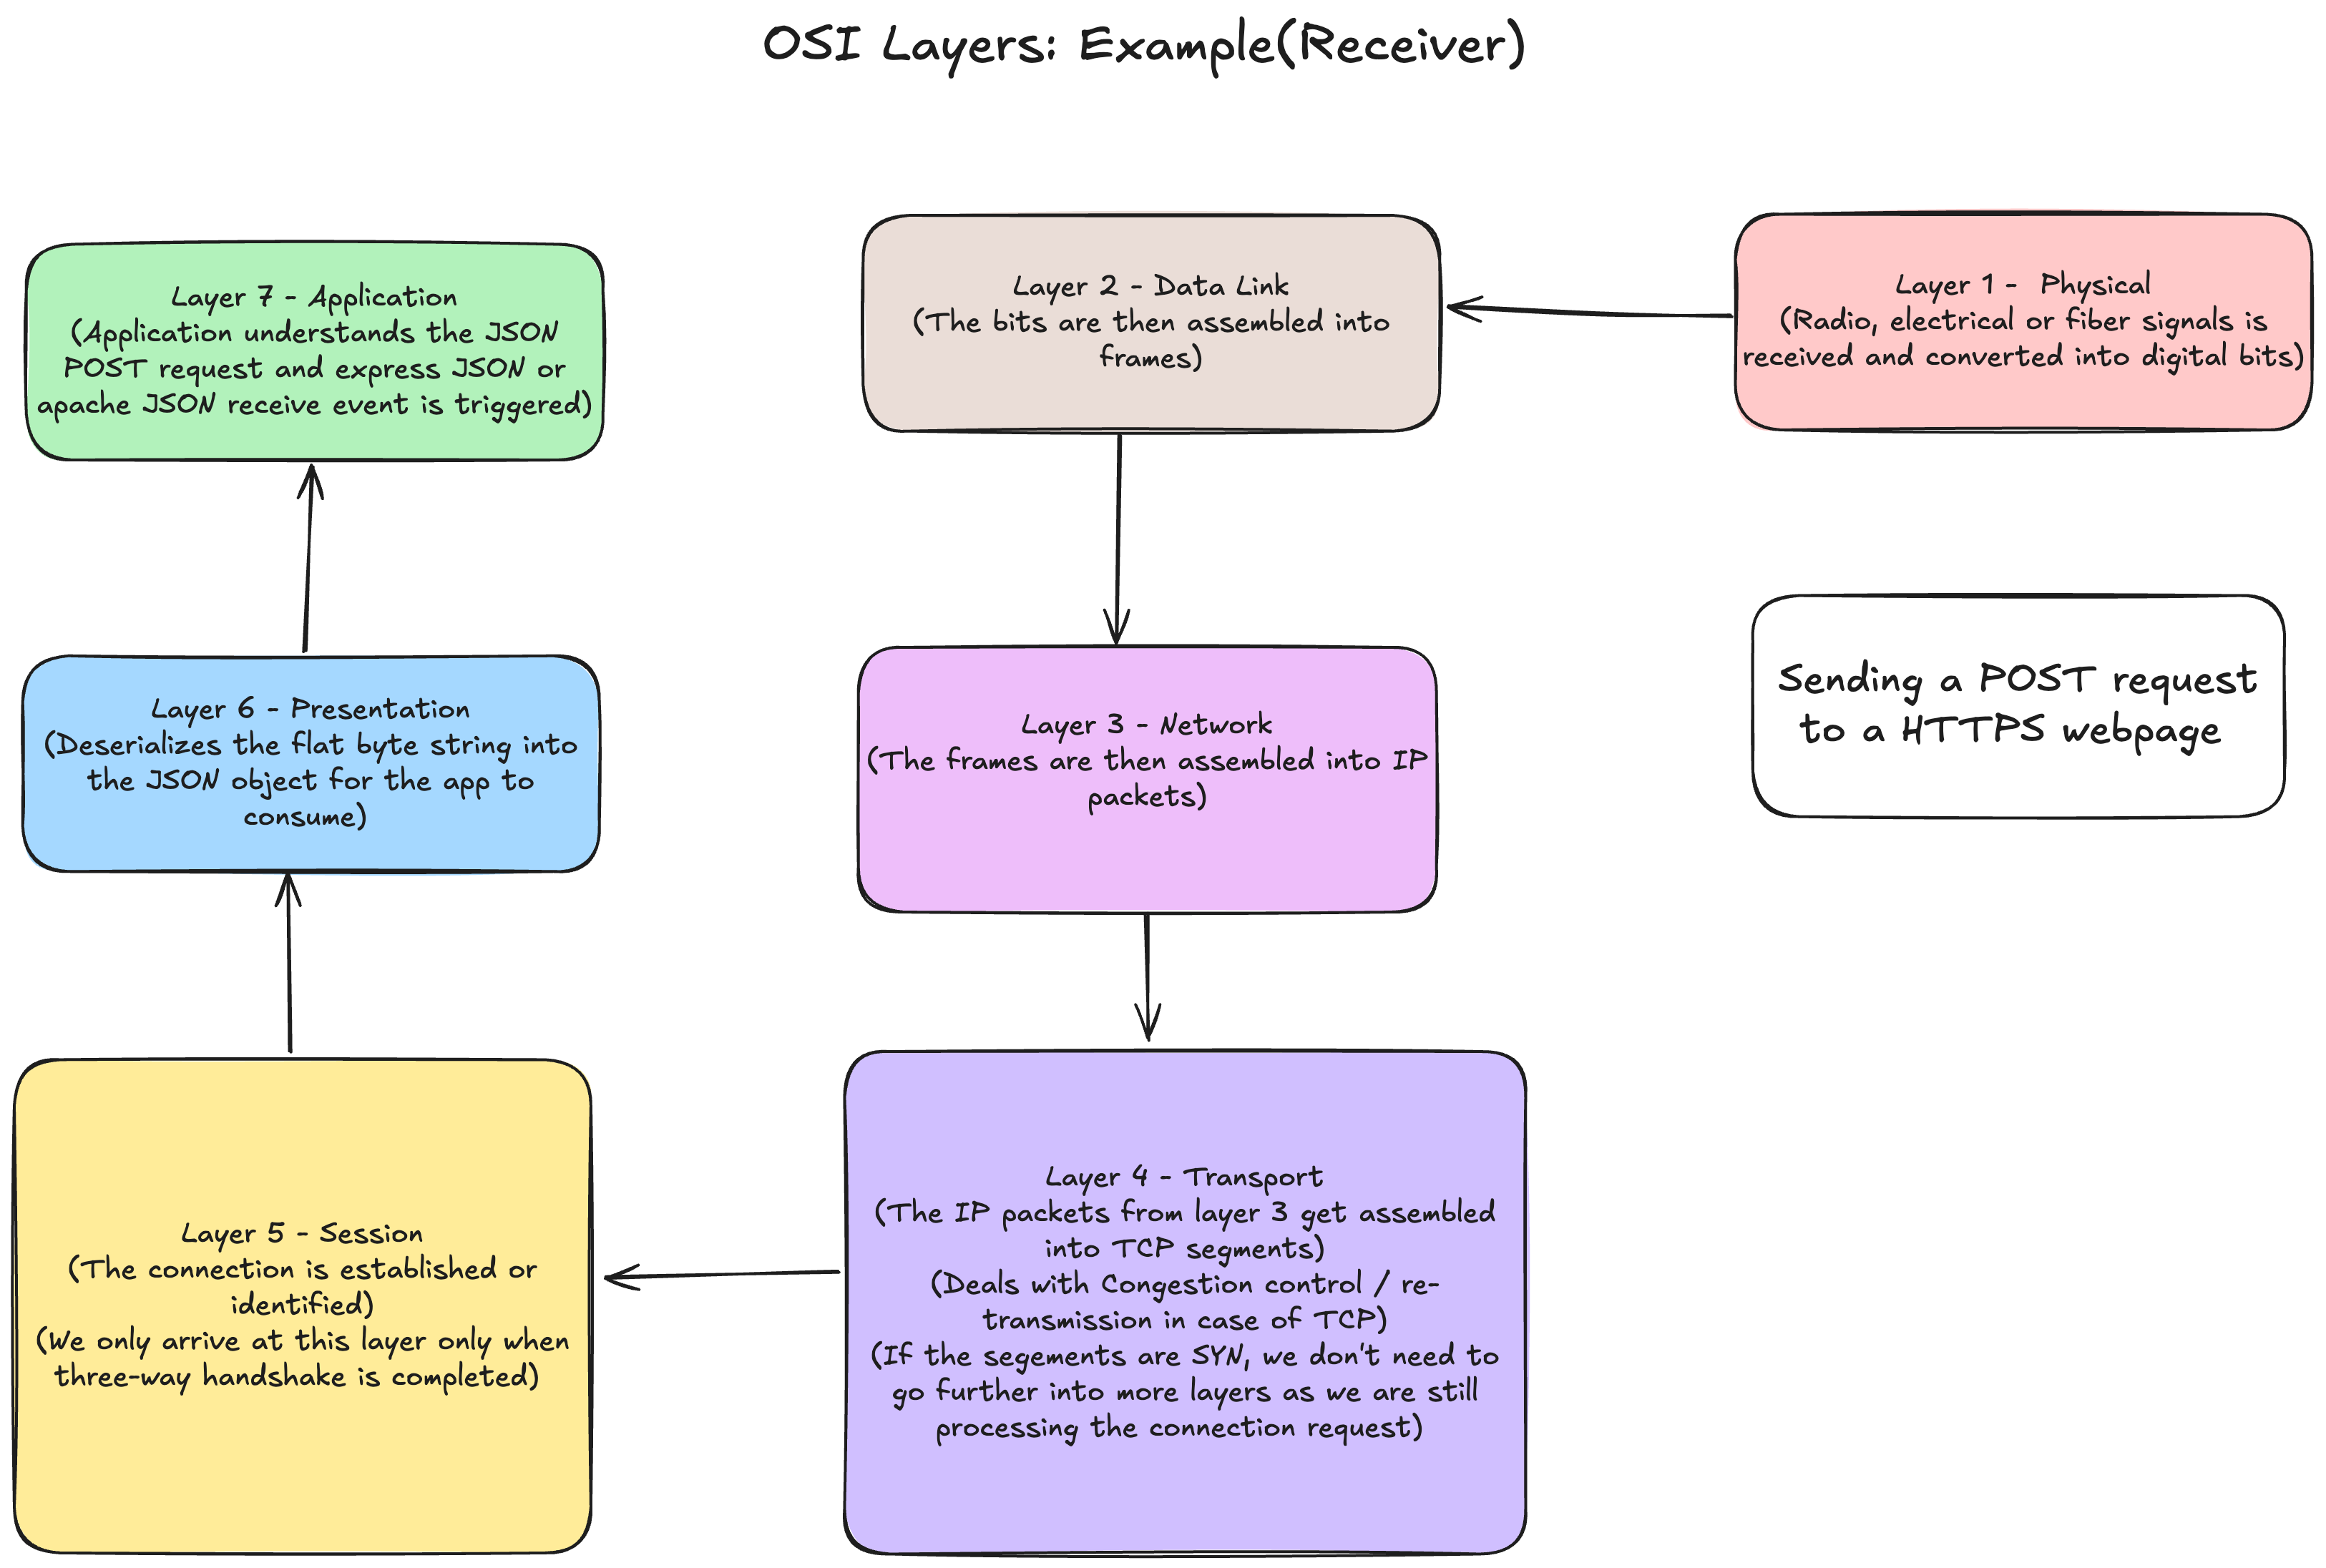 OSI Layers: Example(Receiver)
Layer 7 - Application
(Application understands the JSON
POST request and express JSON or
apache JSON receive event is triggered)
Layer 2 - Data Link
(The bits are then assembled into
frames)
Layer 1 - Physical
(Radio, electrical or fiber signals is
received and converted into digital bits)
Layer 6 - Presentation
(Deserializes the flat byte string into
the JSON object for the app to
consume)
Layer 3 - Network
(The frames are then assembled into IP
packets)
Sending a POST request
to a HTTPS webpage
Layer 5 - Session
(The connection is established or
identified)
(We only arrive at this layer only when
three-way handshake is completed)
Layer 4 - Transport
(The IP packets from layer 3 get assembled
into TCP segments)
(Deals with Congestion control / re-
transmission in case of TCP)
(If the segements are SYN, we don't need to
go further into more layers as we are still
processing the connection request)